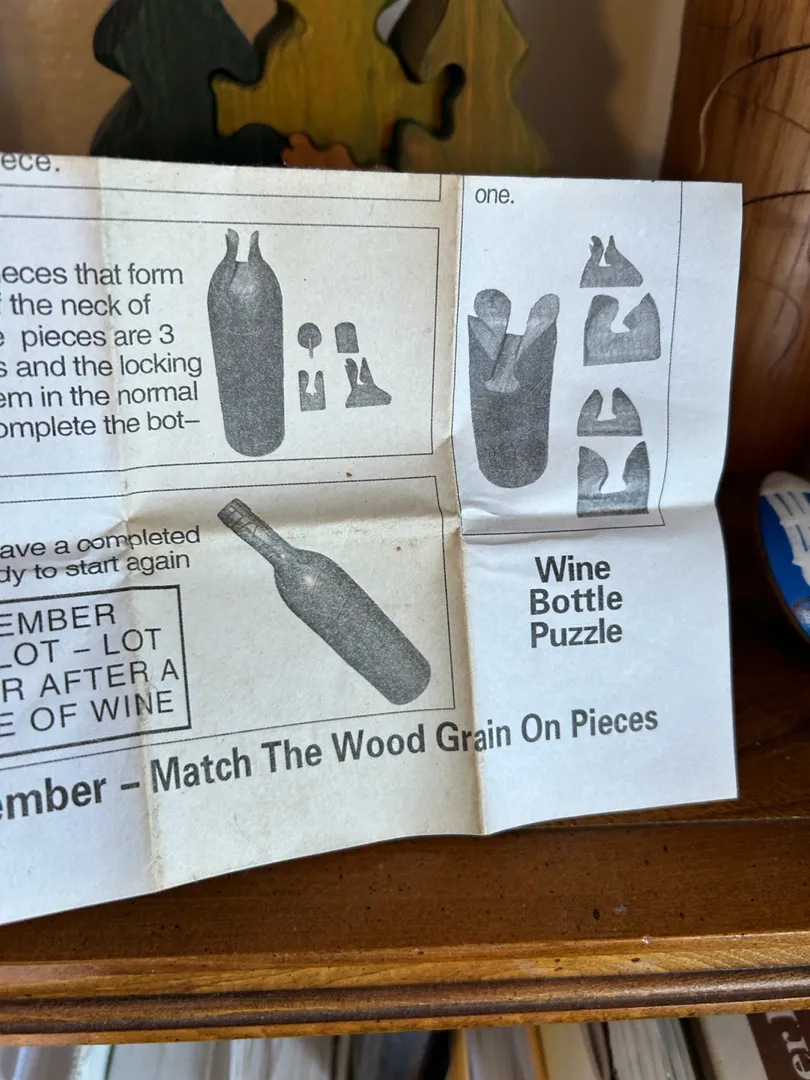 ece.
one.
ieces that form
f the neck of
e pieces are 3
s and the locking
em in the normal
omplete the bot–
ave a completed
dy to start again
EMBER
LOT – LOT
R AFTER A
E OF WINE
Wine
Bottle
Puzzle
ember – Match The Wood Grain On Pieces